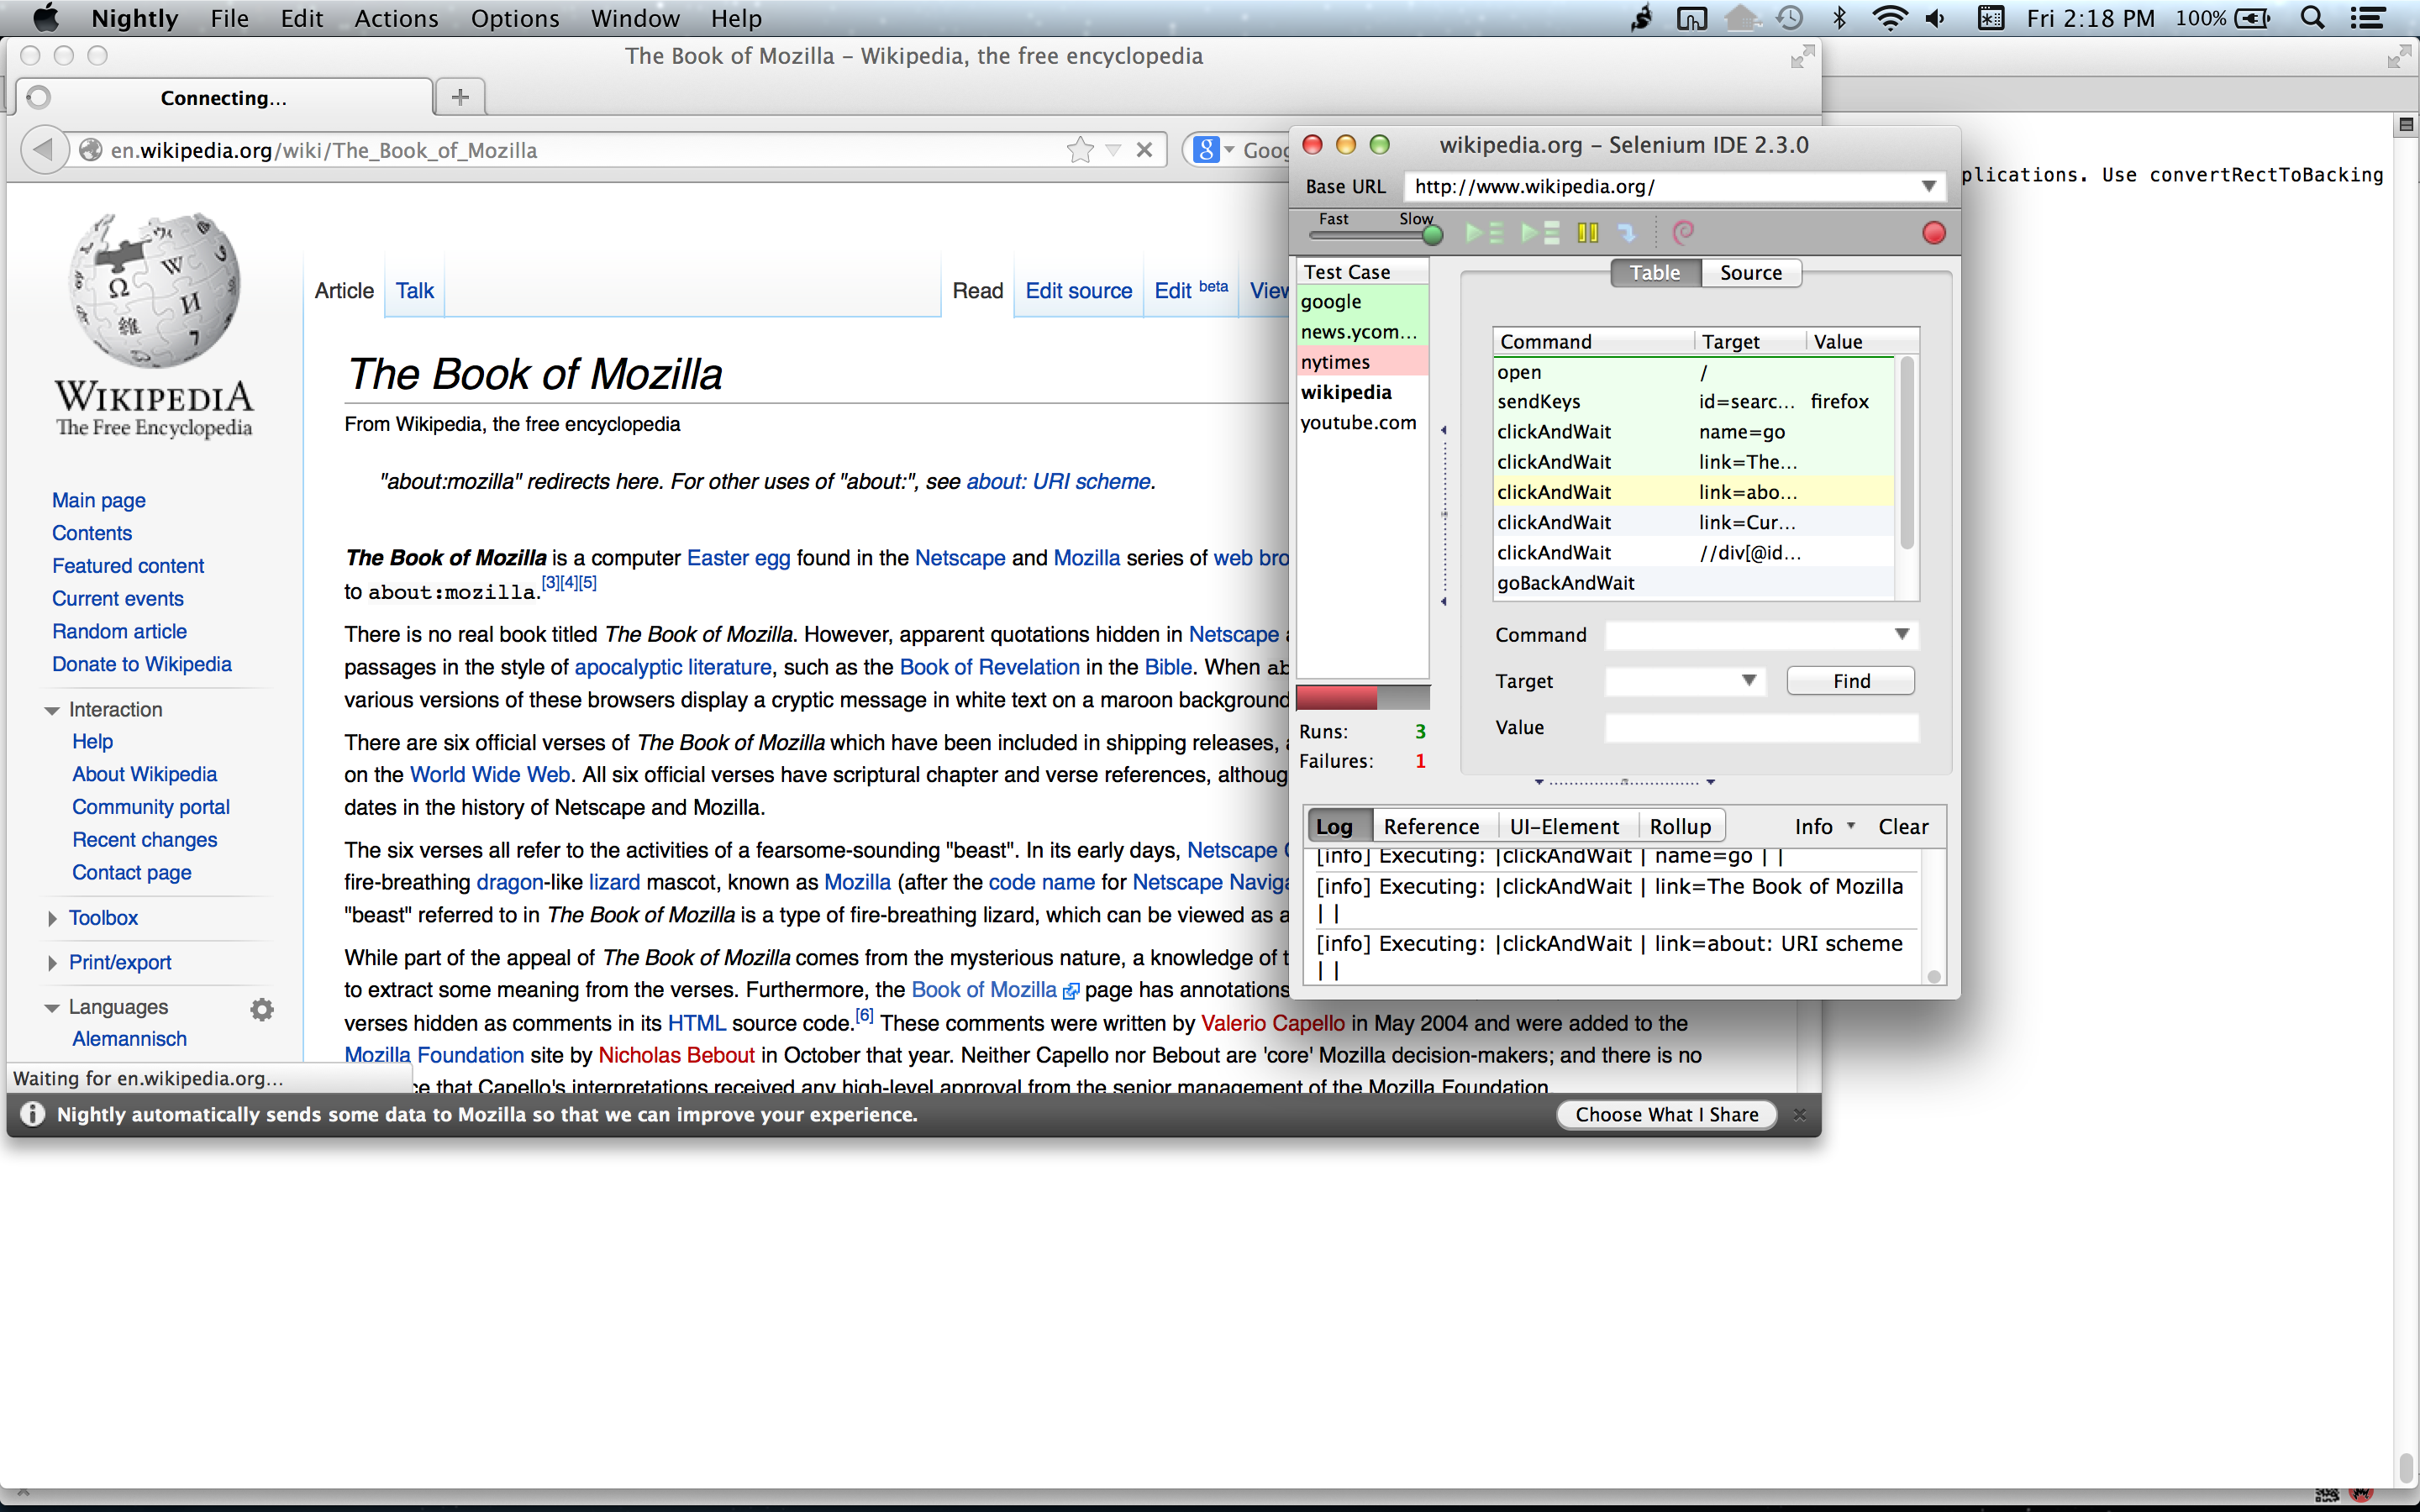 Nightly File Edit Actions Options Window Help
Fri 2:18 PM 100%
The Book of Mozilla – Wikipedia, the free encyclopedia
Connecting...
en.wikipedia.org/wiki/The_Book_of_Mozilla
WIKIPEDIA
The Free Encyclopedia
Main page
Contents
Featured content
Current events
Random article
Donate to Wikipedia
Interaction
Help
About Wikipedia
Community portal
Recent changes
Contact page
Toolbox
Print/export
Languages
Alemannisch
Article Talk Read Edit source Edit beta
The Book of Mozilla
From Wikipedia, the free encyclopedia
"about:mozilla" redirects here. For other uses of "about:", see about: URI scheme.
The Book of Mozilla is a computer Easter egg found in the Netscape and Mozilla series of web
to about:mozilla.[3][4][5]
There is no real book titled The Book of Mozilla. However, apparent quotations hidden in Netscape
passages in the style of apocalyptic literature, such as the Book of Revelation in the Bible. When
various versions of these browsers display a cryptic message in white text on a maroon background
There are six official verses of The Book of Mozilla which have been included in shipping releases,
on the World Wide Web. All six official verses have scriptural chapter and verse references,
dates in the history of Netscape and Mozilla.
The six verses all refer to the activities of a fearsome-sounding "beast". In its early days, Netscape
fire-breathing dragon-like lizard mascot, known as Mozilla (after the code name for Netscape
"beast" referred to in The Book of Mozilla is a type of fire-breathing lizard, which can be viewed as
While part of the appeal of The Book of Mozilla comes from the mysterious nature, a knowledge of
to extract some meaning from the verses. Furthermore, the Book of Mozilla page has annotations
verses hidden as comments in its HTML source code.[6] These comments were written by Valerio Capello in May 2004 and were added to the
Mozilla Foundation site by Nicholas Bebout in October that year. Neither Capello nor Bebout are 'core' Mozilla decision-makers; and there is no
that Capello's interpretations received any high-level approval from the senior management of the Mozilla Foundation.
Waiting for en.wikipedia.org...
Nightly automatically sends some data to Mozilla so that we can improve your experience.
Choose What I Share
wikipedia.org – Selenium IDE 2.3.0
Base URL http://www.wikipedia.org/
Fast Slow
Test Case
google
news.ycom...
nytimes
wikipedia
youtube.com
Runs: 3
Failures: 1
Table Source
Command Target Value
open /
sendKeys id=searc... firefox
clickAndWait name=go
clickAndWait link=The...
clickAndWait link=abo...
clickAndWait link=Cur...
clickAndWait //div[@id...
goBackAndWait
Command
Target Find
Value
Log Reference UI-Element Rollup Info Clear
[info] Executing: |clickAndWait | name=go | |
[info] Executing: |clickAndWait | link=The Book of Mozilla
| |
[info] Executing: |clickAndWait | link=about: URI scheme
| |
plications. Use convertRectToBacking